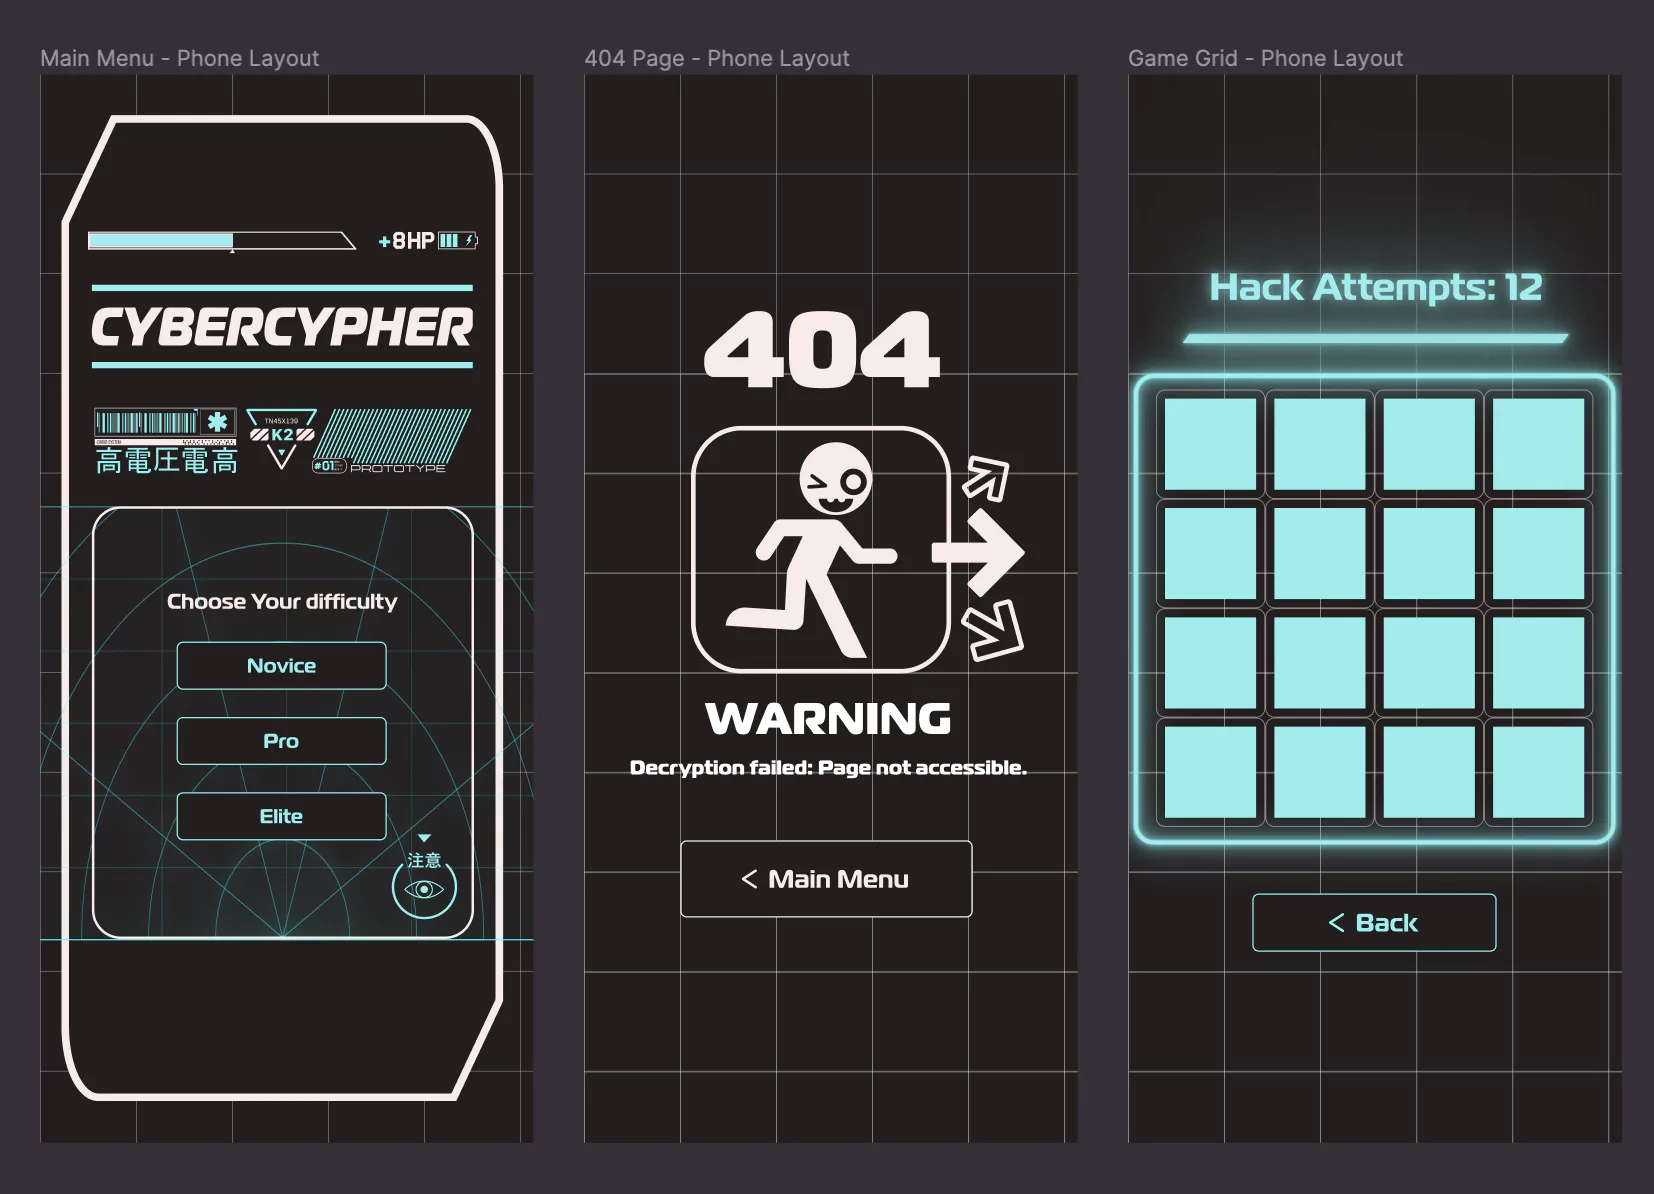 Main Menu - Phone Layout
+8HP
CYBERCYPHER
TN45X139
K2
高電圧電高
#01
PROTOTYPE
Choose Your difficulty
Novice
Pro
Elite
注意
404 Page - Phone Layout
404
WARNING
Decryption failed: Page not accessible.
< Main Menu
Game Grid - Phone Layout
Hack Attempts: 12
< Back